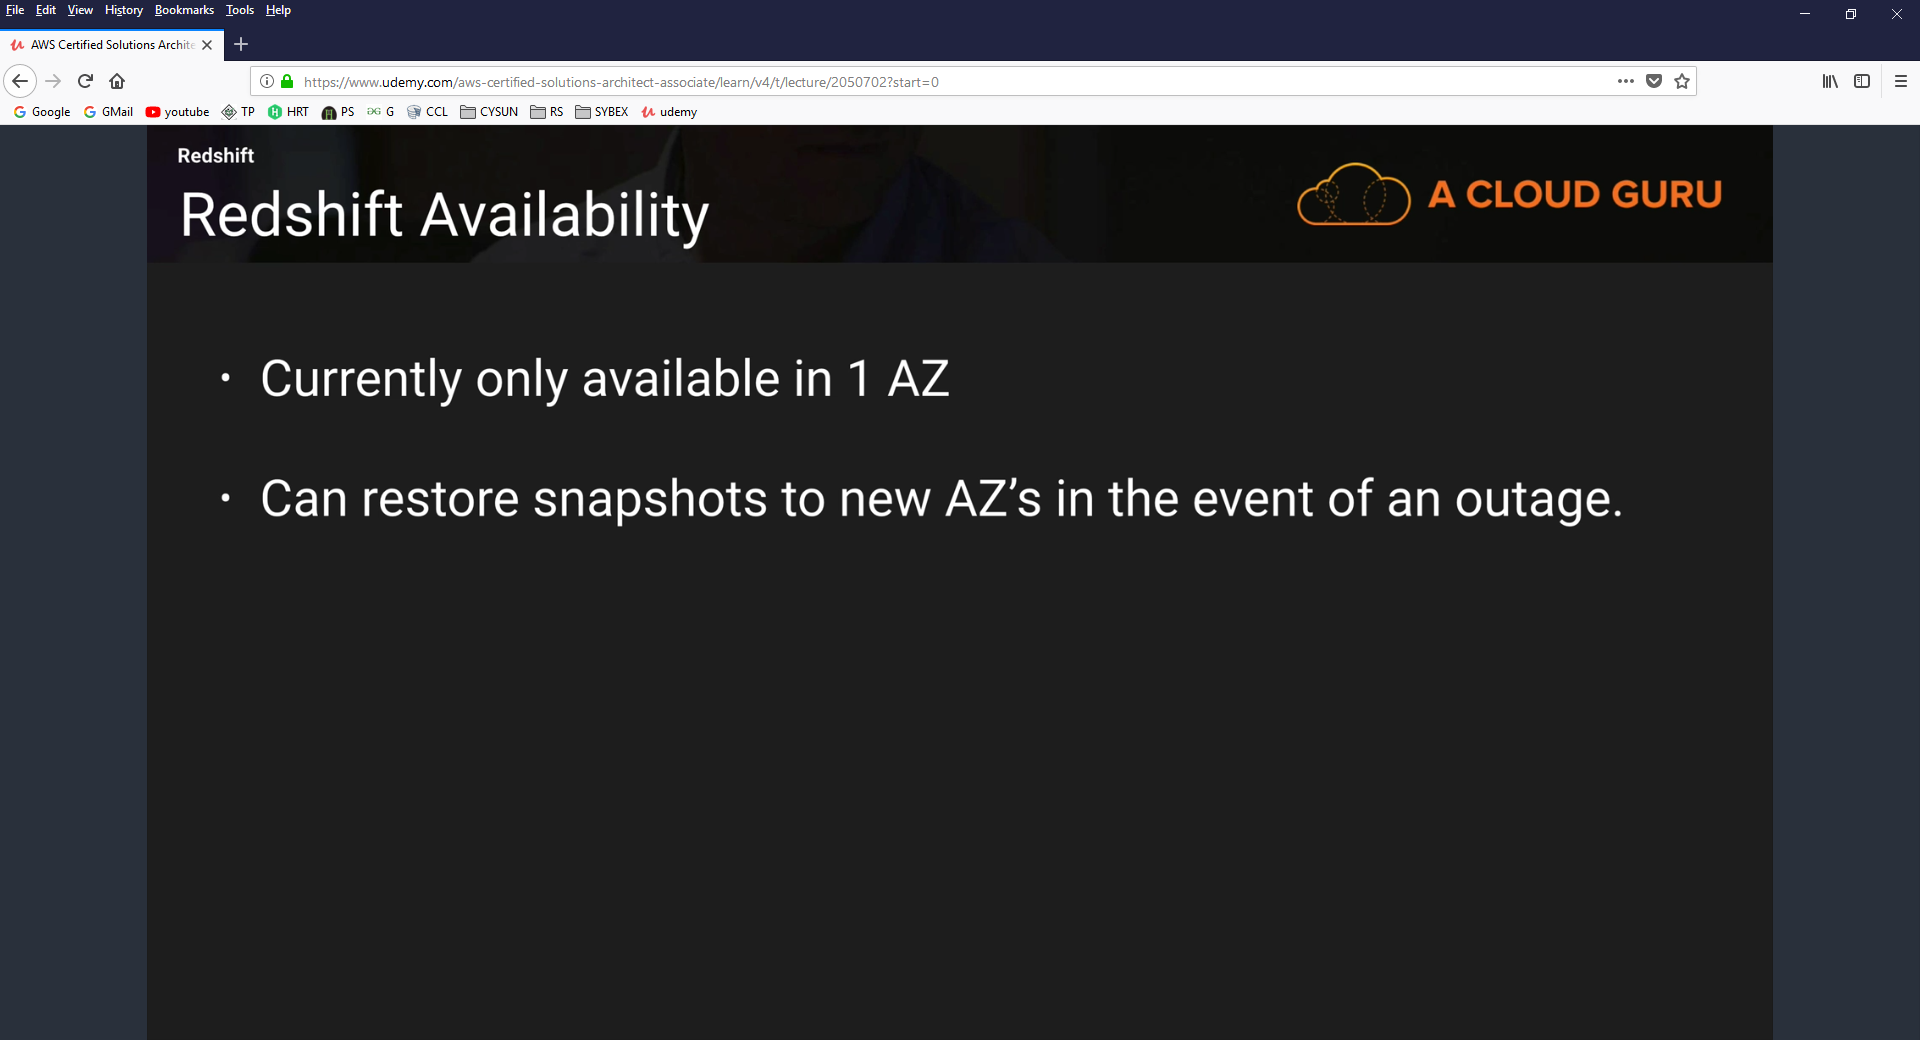 File Edit View History Bookmarks Tools Help
AWS Certified Solutions Archite
https://www.udemy.com/aws-certified-solutions-architect-associate/learn/v4/t/lecture/2050702?start=0
Google GMail youtube TP HRT PS G CCL CYSUN RS SYBEX udemy
Redshift
Redshift Availability
A CLOUD GURU
• Currently only available in 1 AZ
• Can restore snapshots to new AZ’s in the event of an outage.